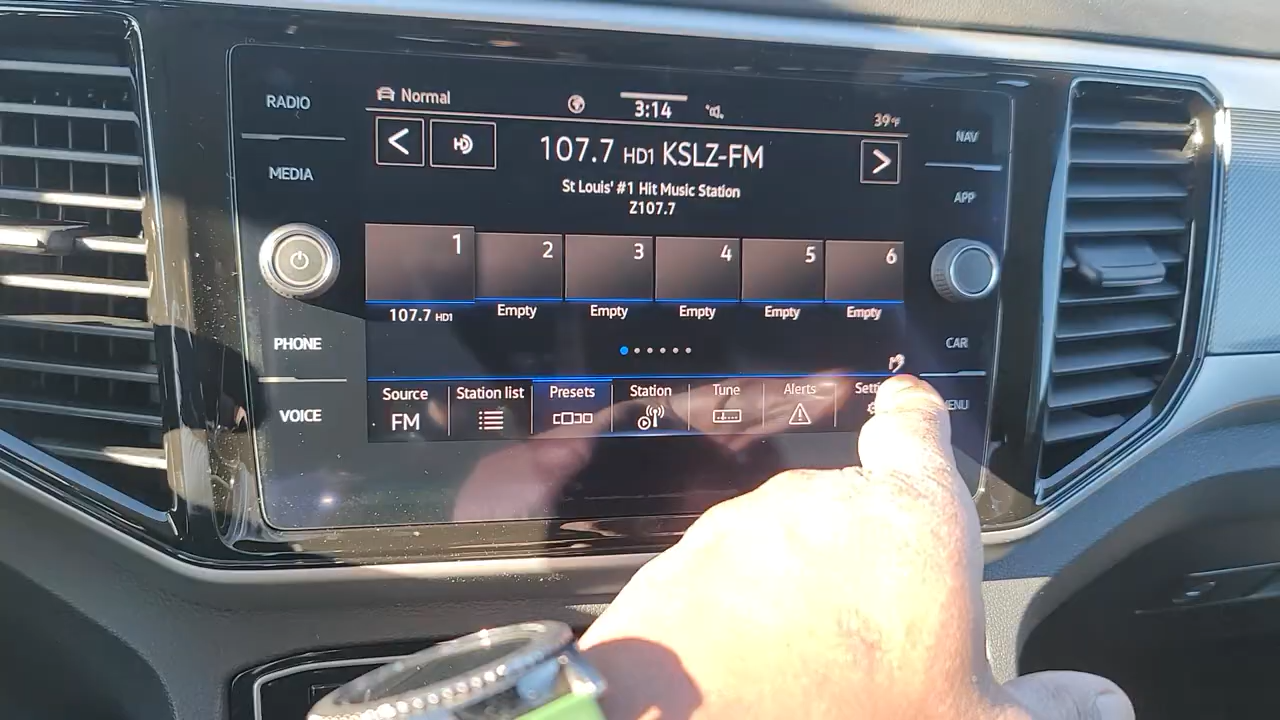 RADIO
MEDIA
PHONE
VOICE
Normal
3:14
39°F
107.7 HD1 KSLZ-FM
St Louis' #1 Hit Music Station
Z107.7
1 2 3 4 5 6
107.7 HD1 Empty Empty Empty Empty Empty
Source Station list Presets Station Tune Alerts
FM
NAV
APP
CAR